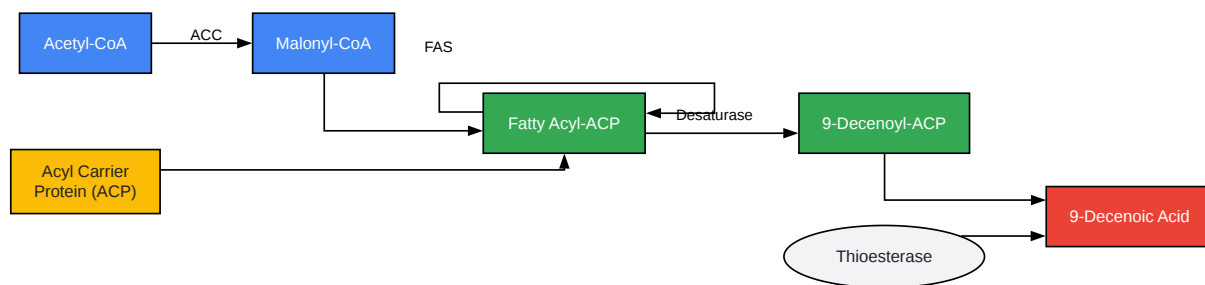 Acetyl-CoA
ACC
Malonyl-CoA
FAS
Fatty Acyl-ACP
Desaturase
9-Decenoyl-ACP
Acyl Carrier
Protein (ACP)
9-Decenoic Acid
Thioesterase